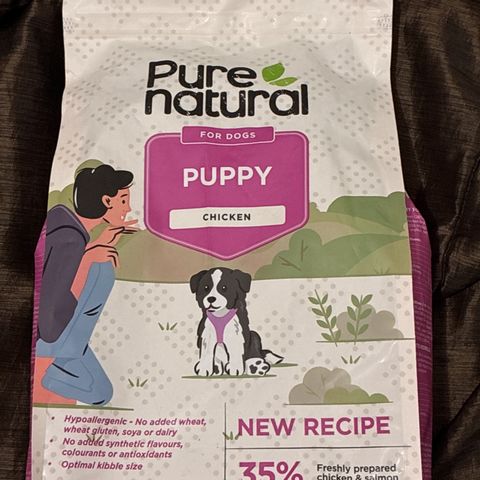 Pure
natural
FOR DOGS
PUPPY
CHICKEN
• Hypoallergenic - No added wheat,
wheat gluten, soya or dairy
• No added synthetic flavours,
colourants or antioxidants
• Optimal kibble size
NEW RECIPE
35% Freshly prepared
chicken & salmon